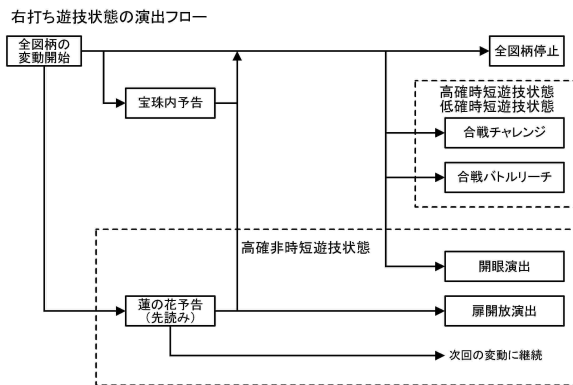 右打ち遊技状態の演出フロー
全図柄の
変動開始
全図柄停止
宝珠内予告
高確時短遊技状態
低確時短遊技状態
合戦チャレンジ
合戦バトルリーチ
高確非時短遊技状態
開眼演出
蓮の花予告
(先読み)
扉開放演出
次回の変動に継続